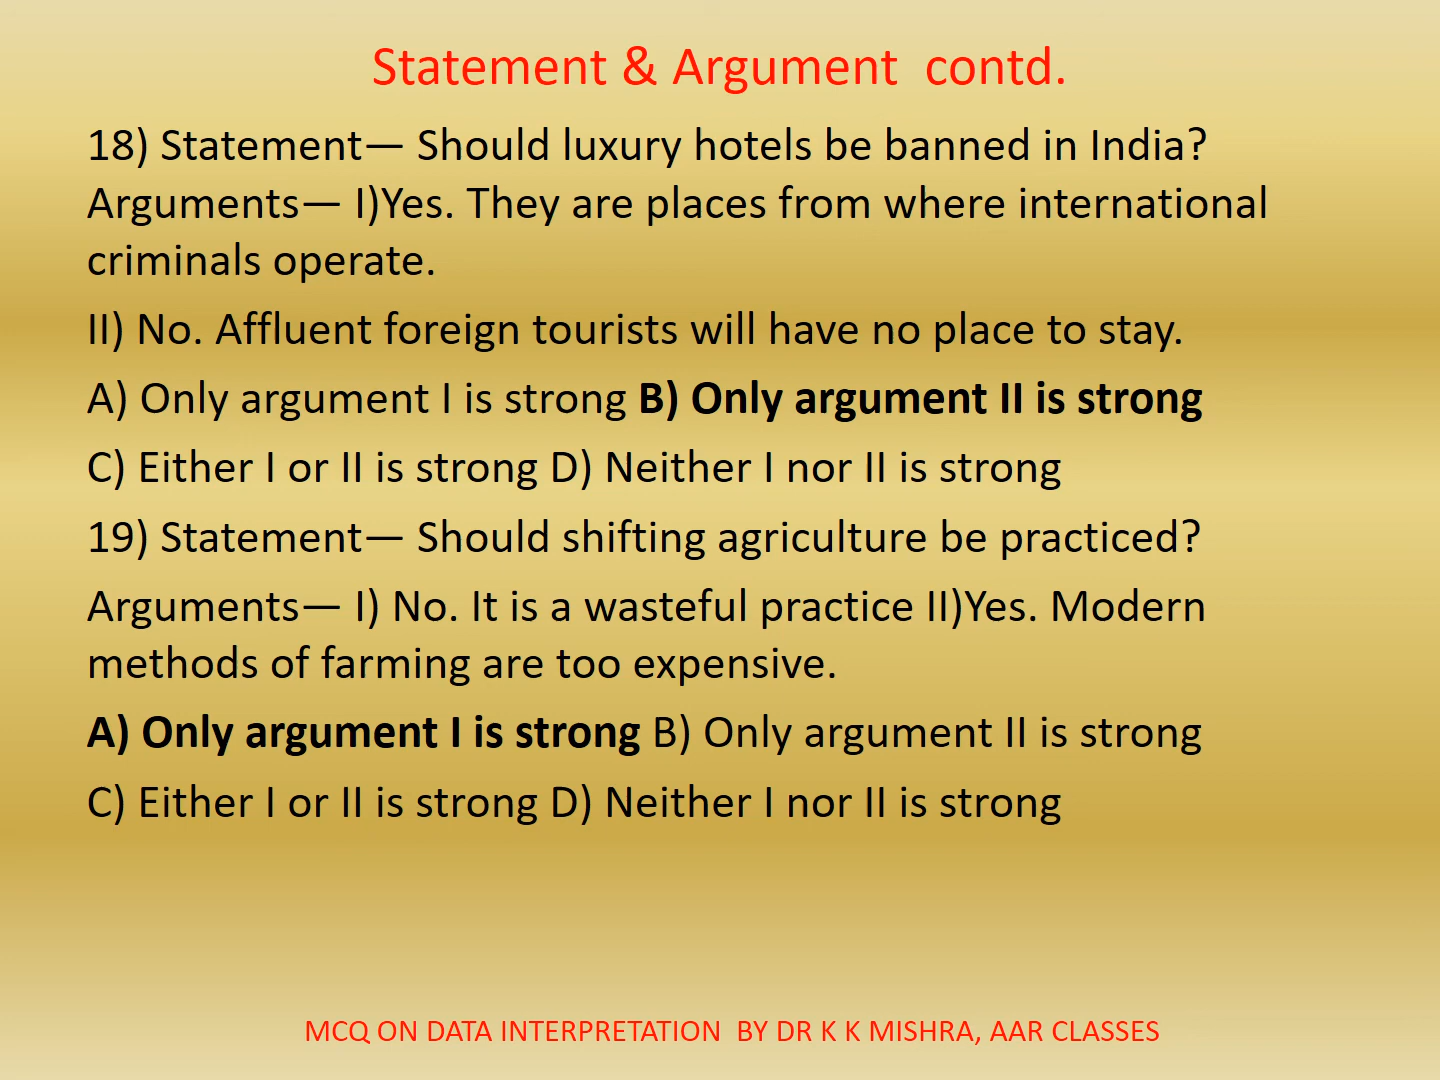 Statement & Argument  contd.
18) Statement— Should luxury hotels be banned in India?
Arguments— I)Yes. They are places from where international
criminals operate.
II) No. Affluent foreign tourists will have no place to stay.
A) Only argument I is strong B) Only argument II is strong
C) Either I or II is strong D) Neither I nor II is strong
19) Statement— Should shifting agriculture be practiced?
Arguments— I) No. It is a wasteful practice II)Yes. Modern
methods of farming are too expensive.
A) Only argument I is strong B) Only argument II is strong
C) Either I or II is strong D) Neither I nor II is strong
MCQ ON DATA INTERPRETATION  BY DR K K MISHRA, AAR CLASSES